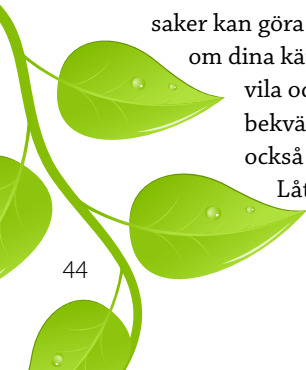 saker kan göra
om dina kä
vila oc
bekvä
också
Låt
44